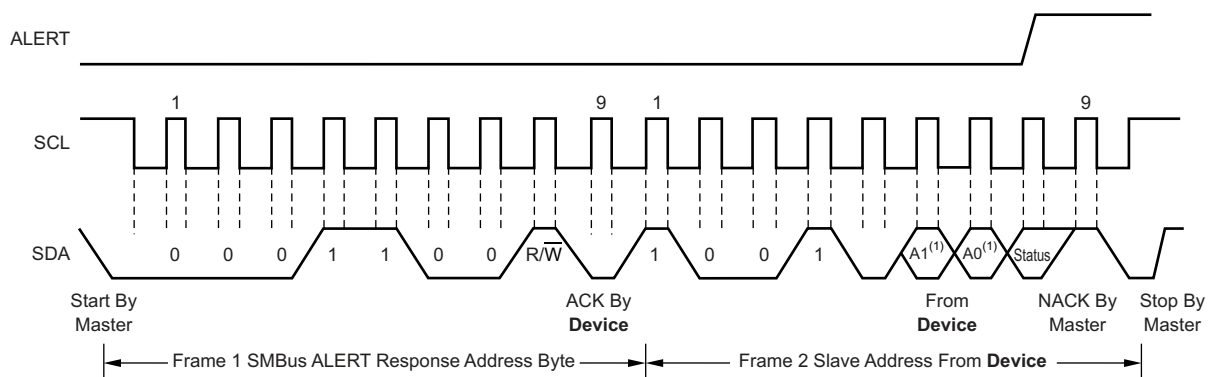 ALERT
1 9 1 9
SCL
SDA 0 0 0 1 1 0 0 R/W̅ 1 0 0 1 A1(1) A0(1) Status
Start By Master
ACK By Device
From Device
NACK By Master
Stop By Master
Frame 1 SMBus ALERT Response Address Byte
Frame 2 Slave Address From Device